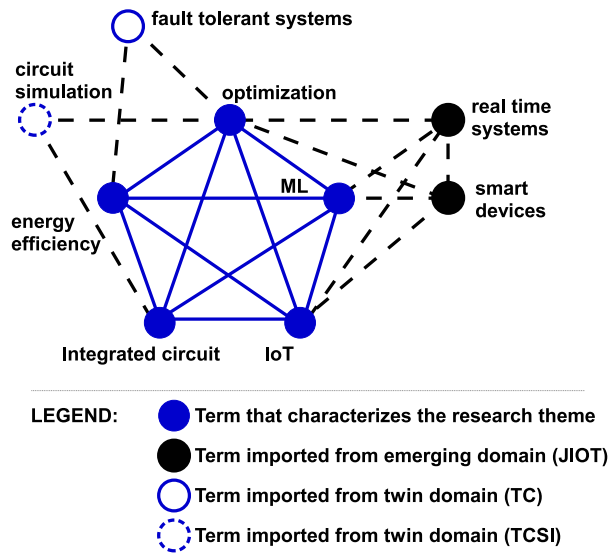 fault tolerant systems
circuit
simulation
optimization
real time
systems
ML
smart
devices
energy
efficiency
Integrated circuit
IoT
LEGEND:
Term that characterizes the research theme
Term imported from emerging domain (JIOT)
Term imported from twin domain (TC)
Term imported from twin domain (TCSI)